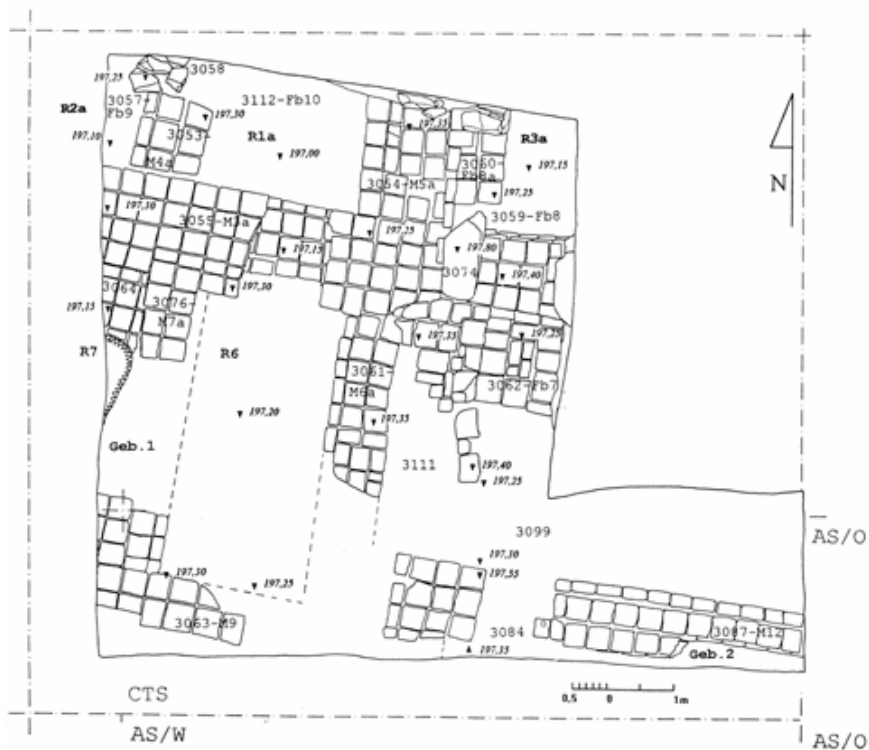 197,25
3058
3057-
Fb9
3112-Fb10
197,30
R2a
3053-
R1a
197,35
R3a
197,10
M4a
197,00
3060-
Fb8a
197,15
3054-M5a
197,25
N
197,30
3055-M3a
3059-Fb8
197,25
197,15
197,80
3064
197,30
3074
197,40
3076-
M7a
197,15
197,35
197,25
R7
R6
3061-
M6a
3062-Fb7
197,20
197,35
Geb.1
3111
197,40
197,25
3099
AS/O
197,30
197,30
197,55
197,25
3063-M9
3084
3087-M12
197,35
Geb.2
0,5
0
1m
CTS
AS/W
AS/O